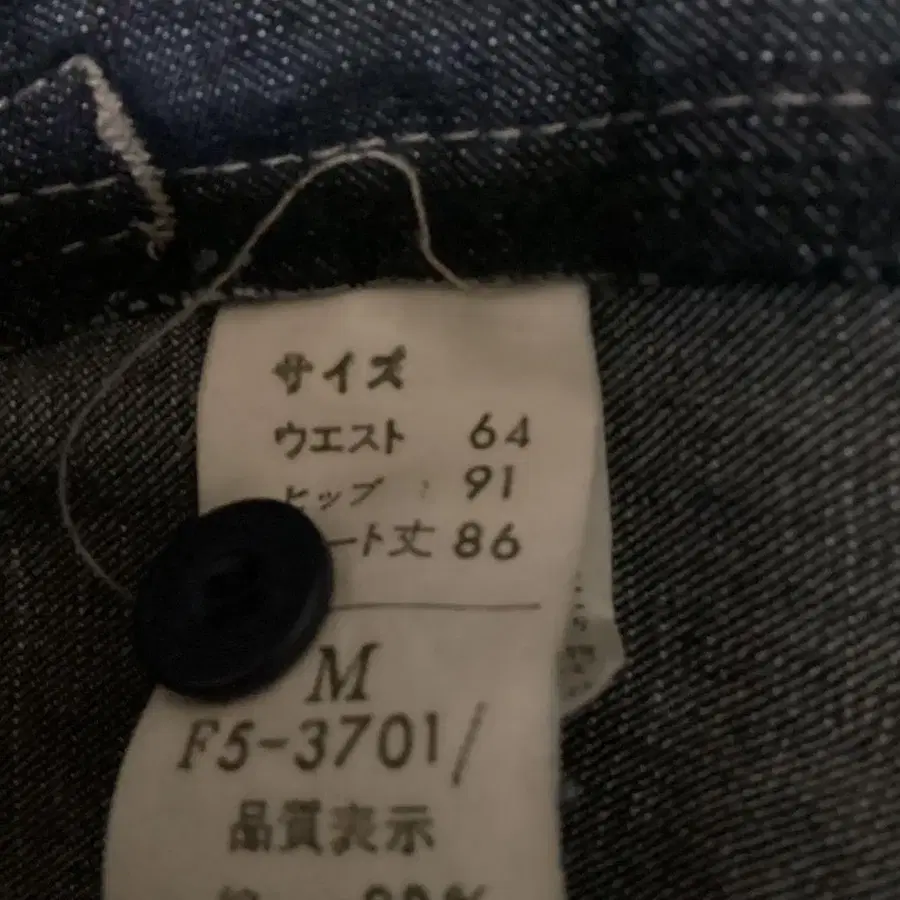 サイズ
ウエスト 64
ヒップ : 91
ート丈 86
M
F5-3701/
品質表示